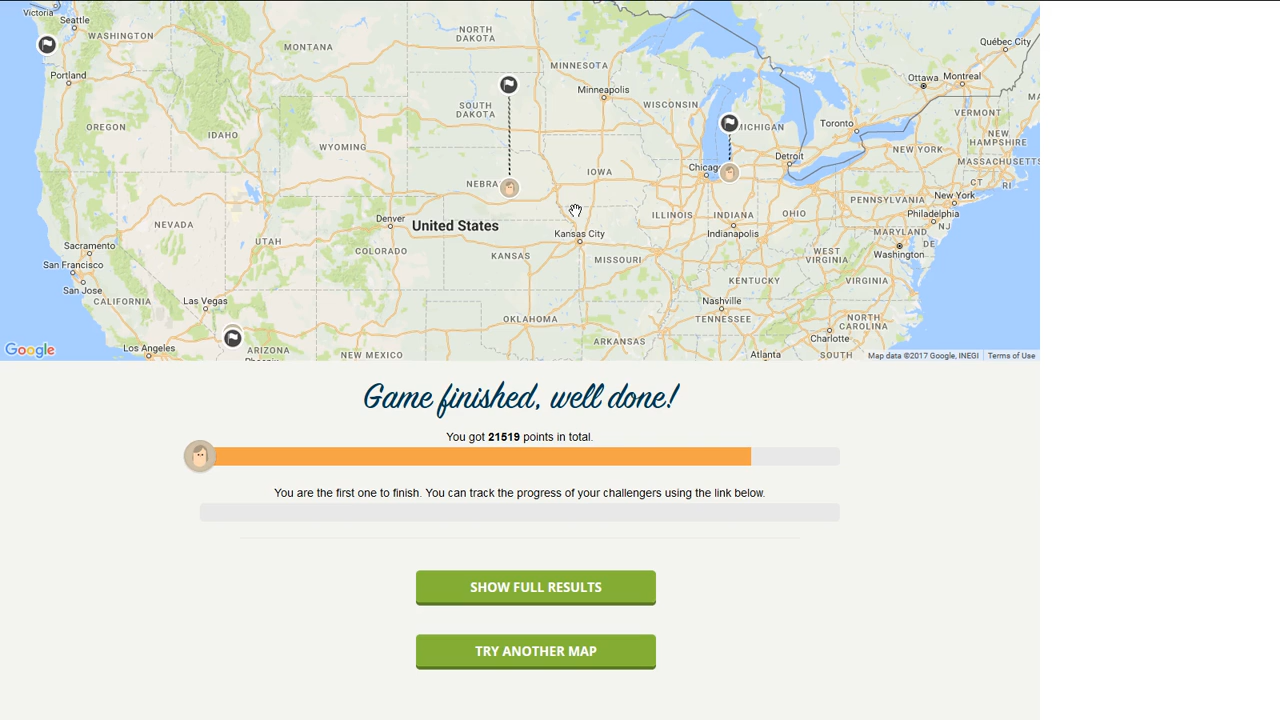 Victoria
Seattle
WASHINGTON
MONTANA
NORTH
DAKOTA
MINNESOTA
Québec City
Portland
Minneapolis
Ottawa
Montreal
SOUTH
DAKOTA
WISCONSIN
MICHIGAN
Toronto
VERMONT
OREGON
IDAHO
WYOMING
NEW YORK
NEW
HAMPSHIRE
Detroit
MASSACHUSETTS
IOWA
NEBRA
CT
RI
PENNSYLVANIA
New York
Denver
United States
ILLINOIS
INDIANA
OHIO
Philadelphia
NEVADA
Kansas City
Indianapolis
MARYLAND
NJ
UTAH
Sacramento
COLORADO
KANSAS
MISSOURI
WEST
VIRGINIA
DE
Washington
San Francisco
San Jose
KENTUCKY
VIRGINIA
CALIFORNIA
Las Vegas
Nashville
OKLAHOMA
TENNESSEE
NORTH
CAROLINA
Charlotte
Los Angeles
ARIZONA
NEW MEXICO
ARKANSAS
Atlanta
SOUTH
Google
Map data ©2017 Google, INEGI
Terms of Use
Game finished, well done!
You got 21519 points in total.
You are the first one to finish. You can track the progress of your challengers using the link below.
SHOW FULL RESULTS
TRY ANOTHER MAP